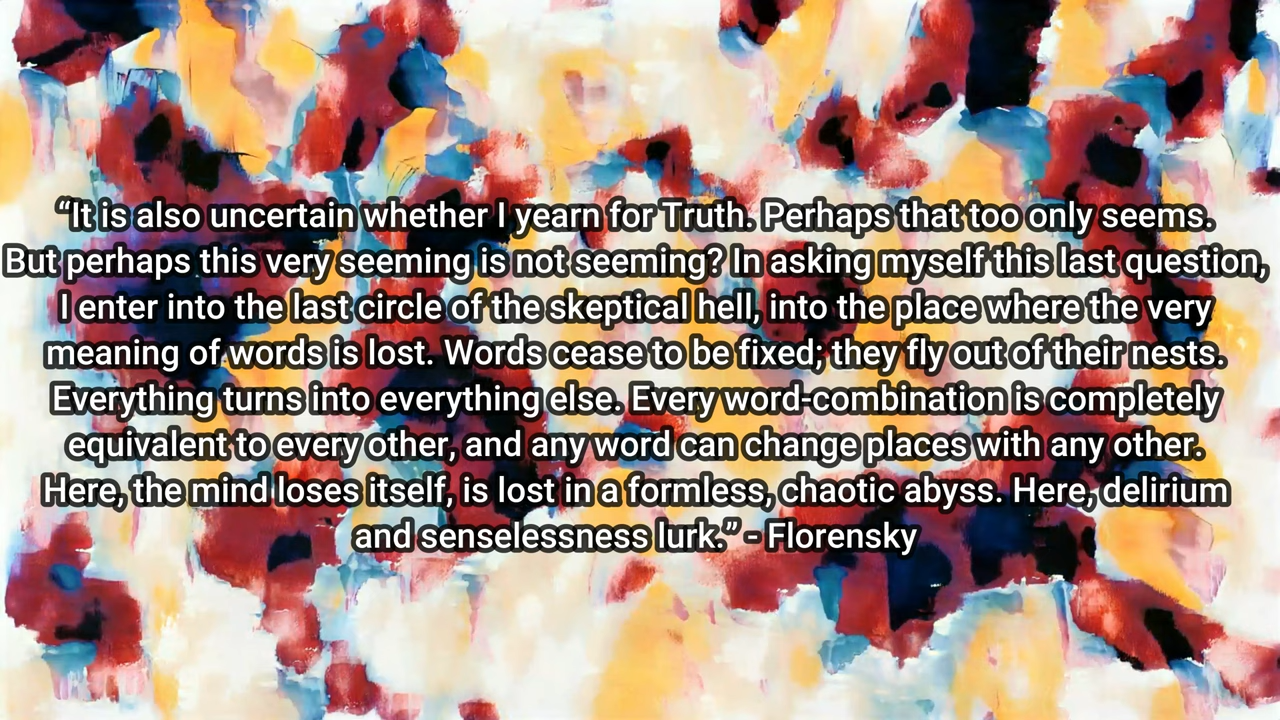 “It is also uncertain whether I yearn for Truth. Perhaps that too only seems.
But perhaps this very seeming is not seeming? In asking myself this last question,
I enter into the last circle of the skeptical hell, into the place where the very
meaning of words is lost. Words cease to be fixed; they fly out of their nests.
Everything turns into everything else. Every word-combination is completely
equivalent to every other, and any word can change places with any other.
Here, the mind loses itself, is lost in a formless, chaotic abyss. Here, delirium
and senselessness lurk.” - Florensky